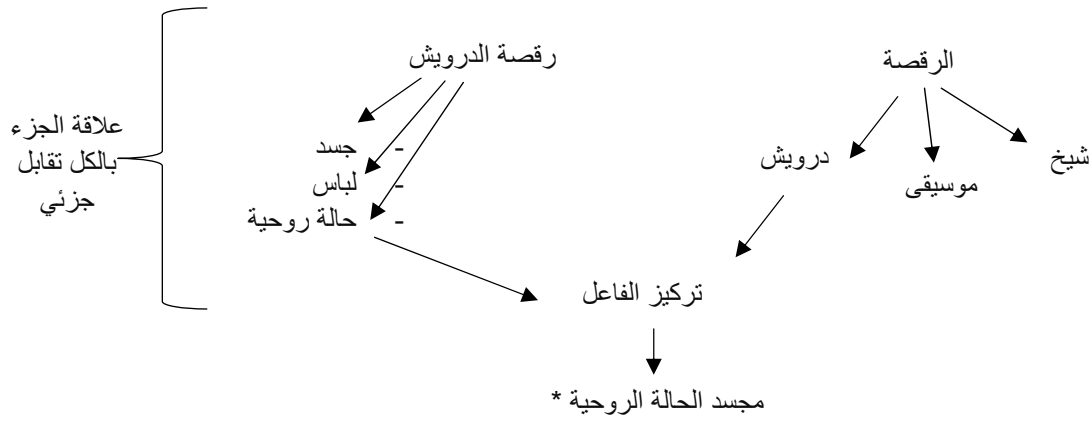 الرقصة
رقصة الدرويش
شيخ
موسيقى
درويش
- جسد
- لباس
- حالة روحية
علاقة الجزء
بالكل تقابل
جزئي
تركيز الفاعل
مجسد الحالة الروحية *